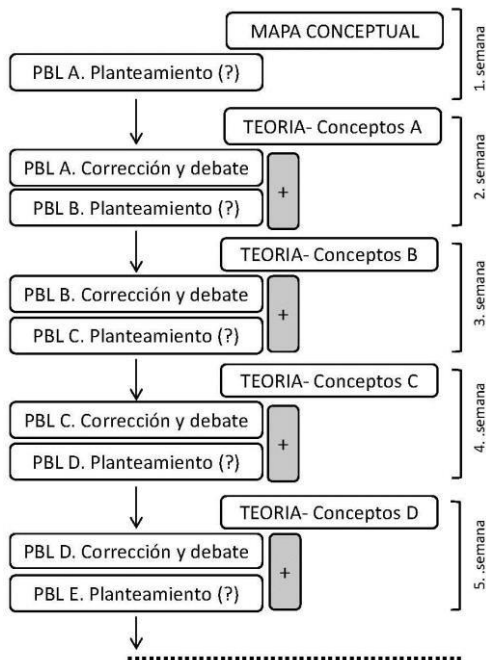 MAPA CONCEPTUAL
PBL A. Planteamiento (?)
1. semana
TEORIA- Conceptos A
PBL A. Corrección y debate
PBL B. Planteamiento (?)
+
2. semana
TEORIA- Conceptos B
PBL B. Corrección y debate
PBL C. Planteamiento (?)
+
3. semana
TEORIA- Conceptos C
PBL C. Corrección y debate
PBL D. Planteamiento (?)
+
4. .semana
TEORIA- Conceptos D
PBL D. Corrección y debate
PBL E. Planteamiento (?)
+
5. .semana